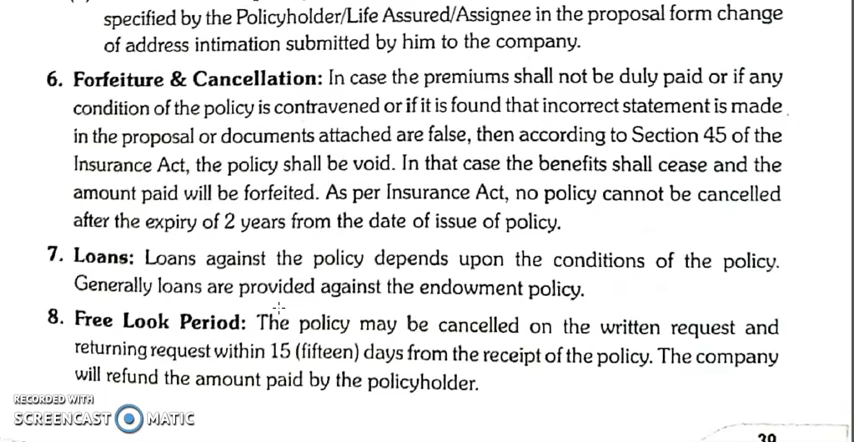 specified by the Policyholder/Life Assured/Assignee in the proposal form change
of address intimation submitted by him to the company.
6. Forfeiture & Cancellation: In case the premiums shall not be duly paid or if any
condition of the policy is contravened or if it is found that incorrect statement is made
in the proposal or documents attached are false, then according to Section 45 of the
Insurance Act, the policy shall be void. In that case the benefits shall cease and the
amount paid will be forfeited. As per Insurance Act, no policy cannot be cancelled
after the expiry of 2 years from the date of issue of policy.
7. Loans: Loans against the policy depends upon the conditions of the policy.
Generally loans are provided against the endowment policy.
8. Free Look Period: The policy may be cancelled on the written request and
returning request within 15 (fifteen) days from the receipt of the policy. The company
will refund the amount paid by the policyholder.
RECORDED WITH
SCREENCAST MATIC